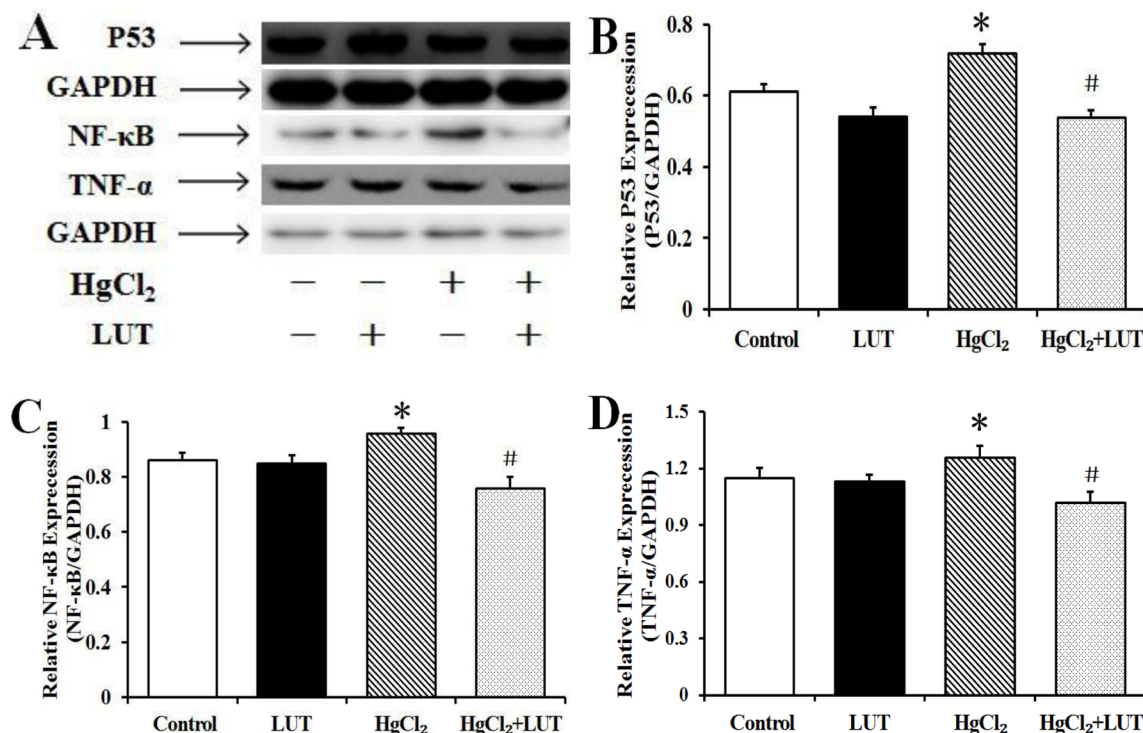 A
P53
GAPDH
NF-κB
TNF-α
GAPDH
HgCl₂ − − + +
LUT − + − +
B
Relative P53 Exprecession
(P53/GAPDH)
0.8
0.6
0.4
0.2
0
*
#
Control LUT HgCl₂ HgCl₂+LUT
C
Relative NF-κB Exprecession
(NF-κB/GAPDH)
1
0.8
0.6
0.4
0.2
0
*
#
Control LUT HgCl₂ HgCl₂+LUT
D
Relative TNF-α Exprecession
(TNF-α/GAPDH)
1.5
1.2
0.9
0.6
0.3
0
*
#
Control LUT HgCl₂ HgCl₂+LUT